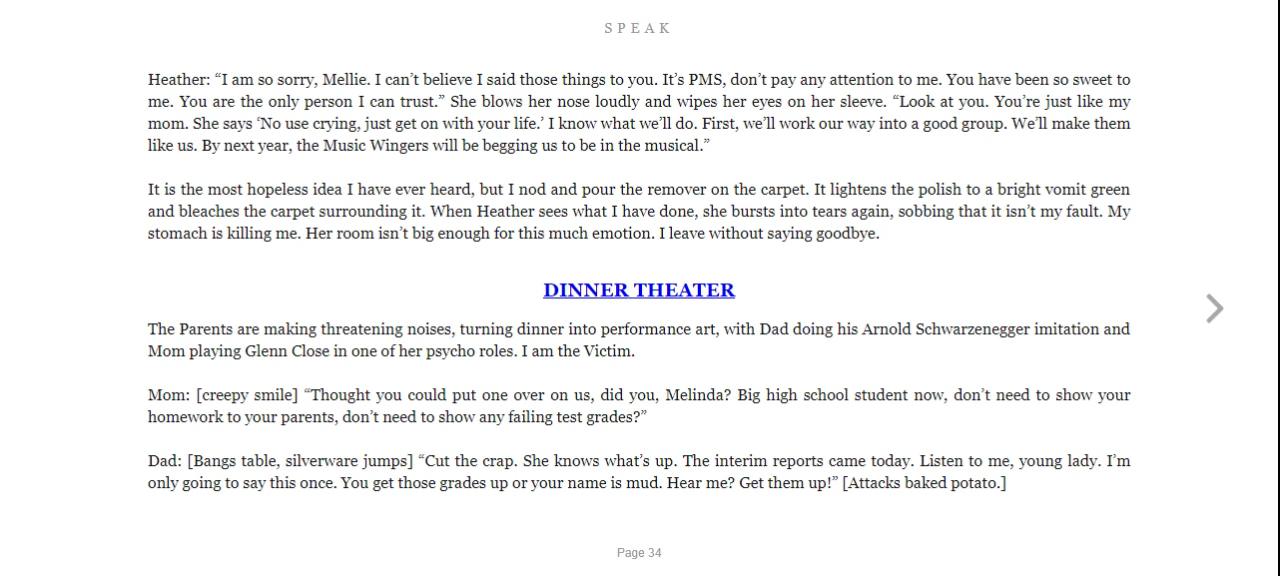 SPEAK
Heather: “I am so sorry, Mellie. I can’t believe I said those things to you. It’s PMS, don’t pay any attention to me. You have been so sweet to
me. You are the only person I can trust.” She blows her nose loudly and wipes her eyes on her sleeve. “Look at you. You’re just like my
mom. She says ‘No use crying, just get on with your life.’ I know what we’ll do. First, we’ll work our way into a good group. We’ll make them
like us. By next year, the Music Wingers will be begging us to be in the musical.”
It is the most hopeless idea I have ever heard, but I nod and pour the remover on the carpet. It lightens the polish to a bright vomit green
and bleaches the carpet surrounding it. When Heather sees what I have done, she bursts into tears again, sobbing that it isn’t my fault. My
stomach is killing me. Her room isn’t big enough for this much emotion. I leave without saying goodbye.
DINNER THEATER
The Parents are making threatening noises, turning dinner into performance art, with Dad doing his Arnold Schwarzenegger imitation and
Mom playing Glenn Close in one of her psycho roles. I am the Victim.
Mom: [creepy smile] “Thought you could put one over on us, did you, Melinda? Big high school student now, don’t need to show your
homework to your parents, don’t need to show any failing test grades?”
Dad: [Bangs table, silverware jumps] “Cut the crap. She knows what’s up. The interim reports came today. Listen to me, young lady. I’m
only going to say this once. You get those grades up or your name is mud. Hear me? Get them up!” [Attacks baked potato.]
Page 34